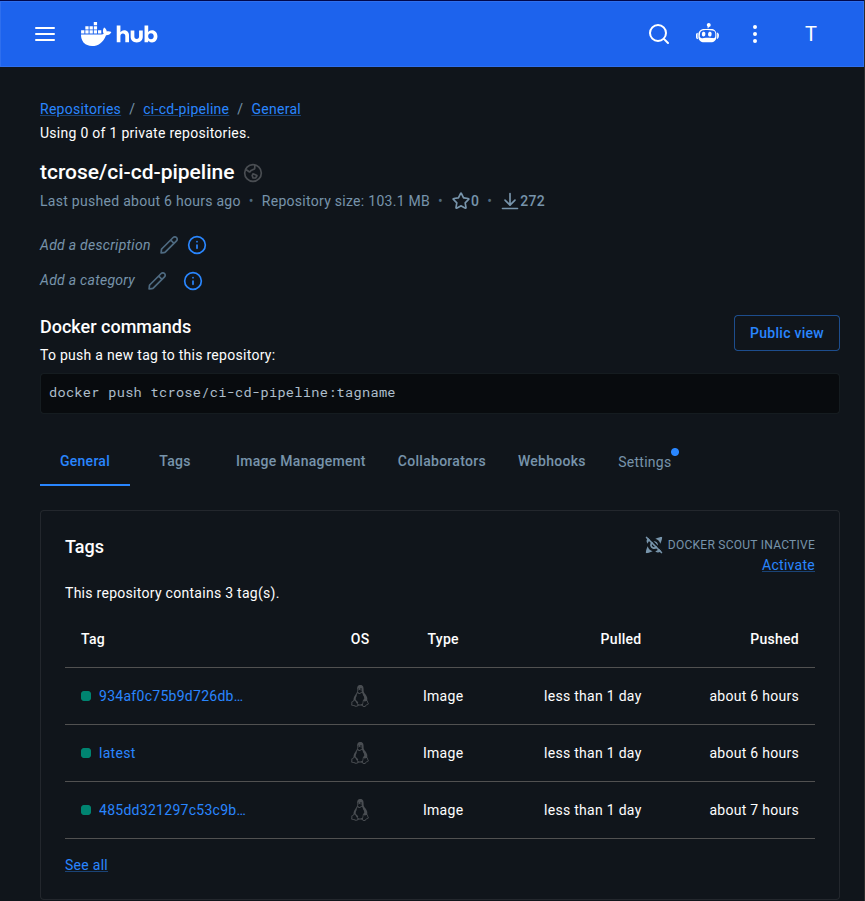 hub
T
Repositories / ci-cd-pipeline / General
Using 0 of 1 private repositories.
tcrose/ci-cd-pipeline
Last pushed about 6 hours ago • Repository size: 103.1 MB • 0 • 272
Add a description
Add a category
Docker commands
Public view
To push a new tag to this repository:
docker push tcrose/ci-cd-pipeline:tagname
General Tags Image Management Collaborators Webhooks Settings
Tags
DOCKER SCOUT INACTIVE
Activate
This repository contains 3 tag(s).
Tag OS Type Pulled Pushed
934af0c75b9d726db... Image less than 1 day about 6 hours
latest Image less than 1 day about 6 hours
485dd321297c53c9b... Image less than 1 day about 7 hours
See all